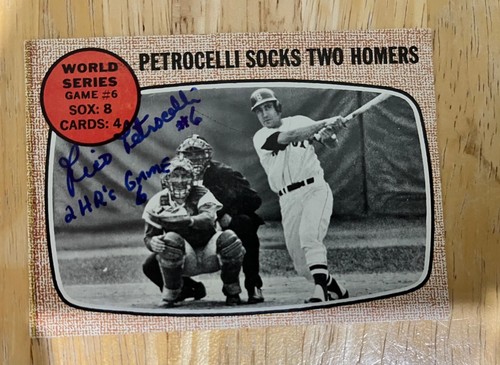 PETROCELLI SOCKS TWO HOMERS
WORLD
SERIES
GAME #6
SOX: 8
CARDS: 4
Rico Petrocelli
#6
2 HR's GAME
6